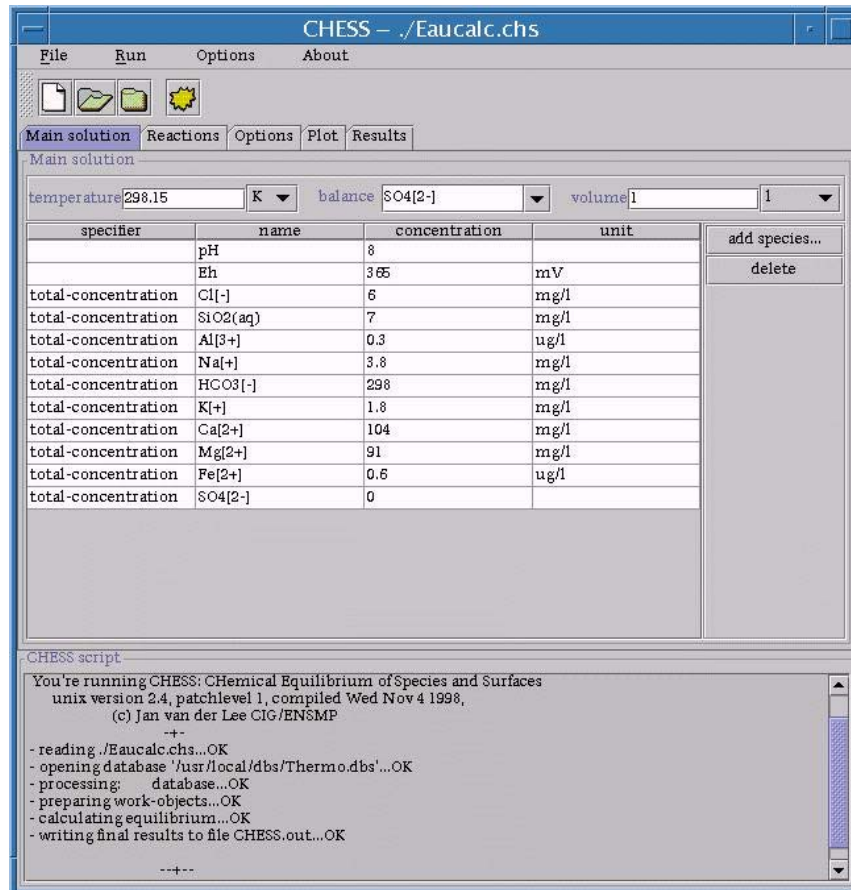 CHESS – ./Eaucalc.chs
File Run Options About
Main solution Reactions Options Plot Results
Main solution
temperature 298.15 K balance SO4[2-] volume 1 1
specifier name concentration unit add species...
pH 8 delete
Eh 365 mV
total-concentration Cl[-] 6 mg/l
total-concentration SiO2(aq) 7 mg/l
total-concentration Al[3+] 0.3 ug/l
total-concentration Na[+] 3.8 mg/l
total-concentration HCO3[-] 298 mg/l
total-concentration K[+] 1.8 mg/l
total-concentration Ca[2+] 104 mg/l
total-concentration Mg[2+] 91 mg/l
total-concentration Fe[2+] 0.6 ug/l
total-concentration SO4[2-] 0
CHESS script
You're running CHESS: CHemical Equilibrium of Species and Surfaces
unix version 2.4, patchlevel 1, compiled Wed Nov 4 1998,
(c) Jan van der Lee CIG/ENSMP
-+-
- reading ./Eaucalc.chs...OK
- opening database '/usr/local/dbs/Thermo.dbs'...OK
- processing: database...OK
- preparing work-objects...OK
- calculating equilibrium...OK
- writing final results to file CHESS.out...OK
--+--